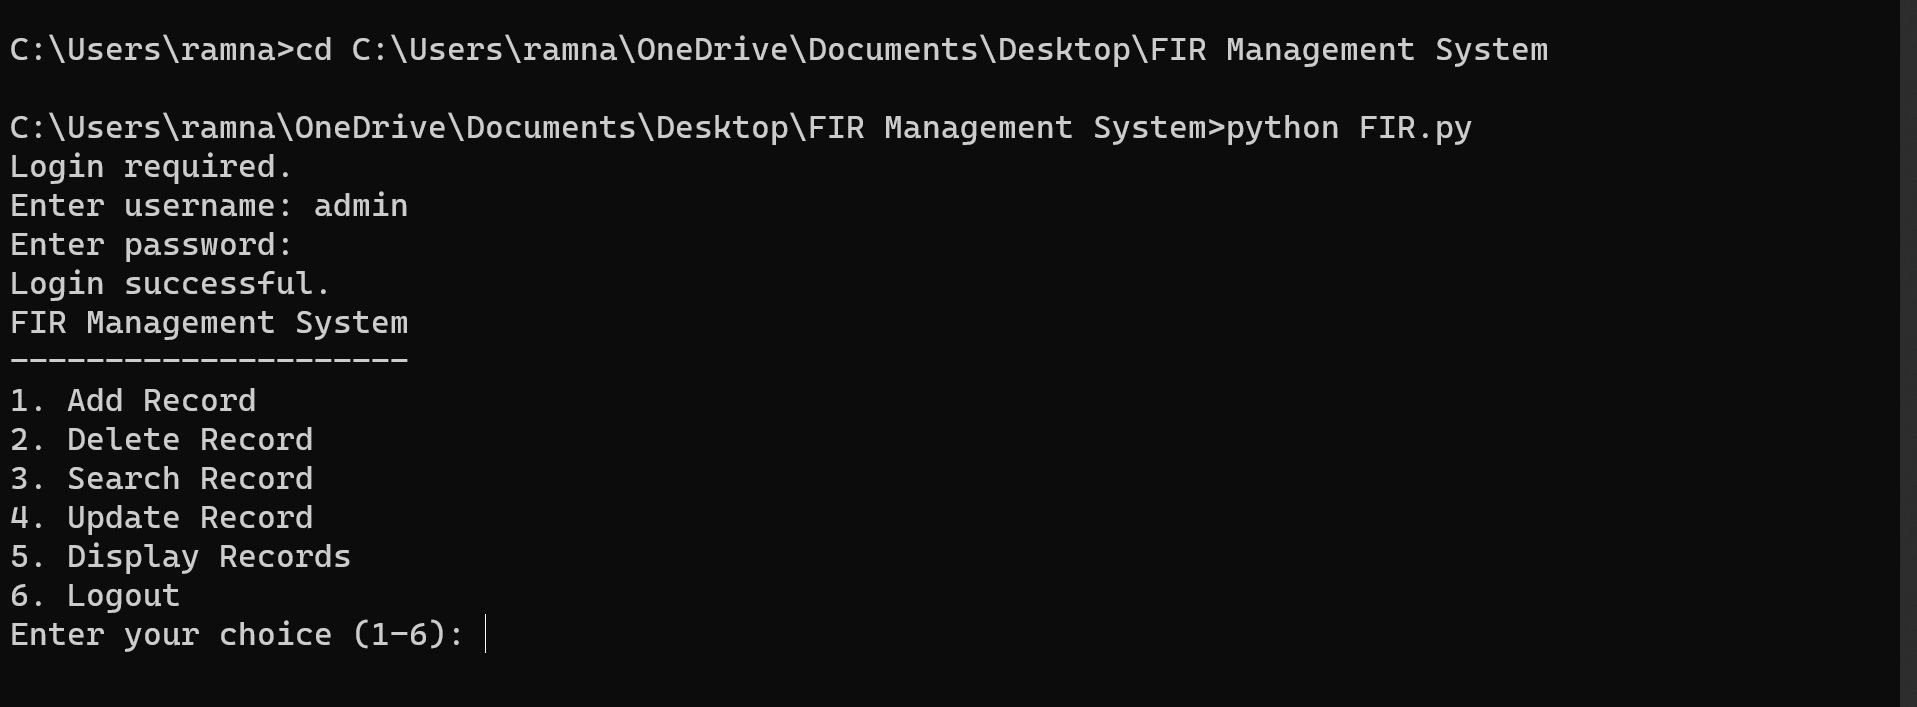 C:\Users\ramna>cd C:\Users\ramna\OneDrive\Documents\Desktop\FIR Management System
C:\Users\ramna\OneDrive\Documents\Desktop\FIR Management System>python FIR.py
Login required.
Enter username: admin
Enter password:
Login successful.
FIR Management System
---------------------
1. Add Record
2. Delete Record
3. Search Record
4. Update Record
5. Display Records
6. Logout
Enter your choice (1-6):